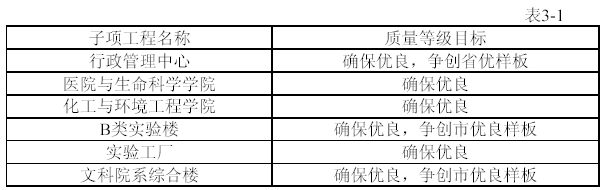 表3-1
子项工程名称 质量等级目标
行政管理中心 确保优良，争创省优样板
医院与生命科学学院 确保优良
化工与环境工程学院 确保优良
B类实验楼 确保优良，争创市优良样板
实验工厂 确保优良
文科院系综合楼 确保优良，争创市优良样板